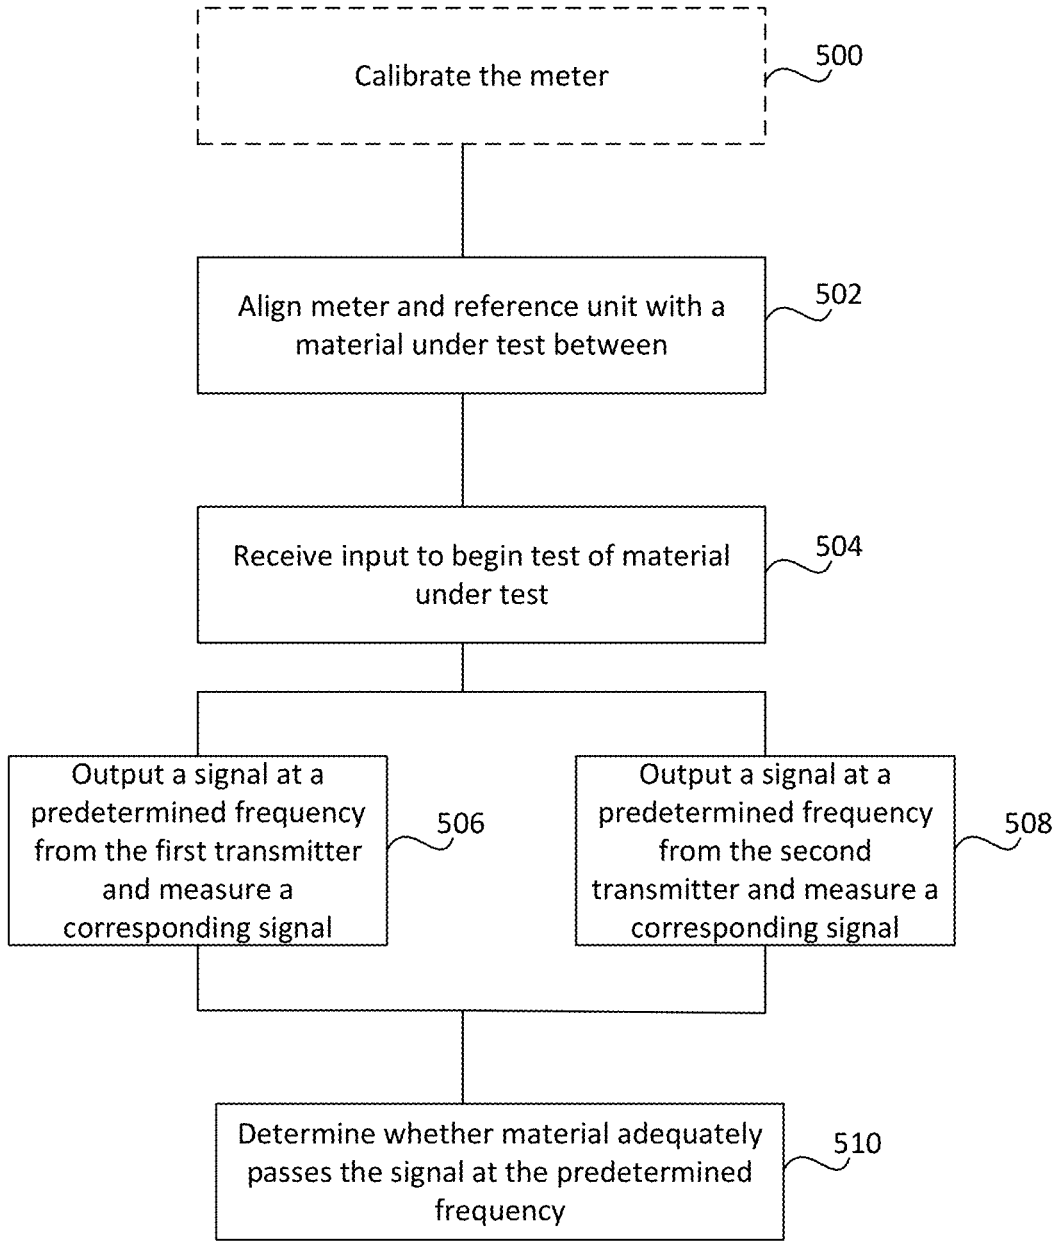 Calibrate the meter
500
Align meter and reference unit with a
material under test between
502
Receive input to begin test of material
under test
504
Output a signal at a
predetermined frequency
from the first transmitter
and measure a
corresponding signal
506
Output a signal at a
predetermined frequency
from the second
transmitter and measure a
corresponding signal
508
Determine whether material adequately
passes the signal at the predetermined
frequency
510